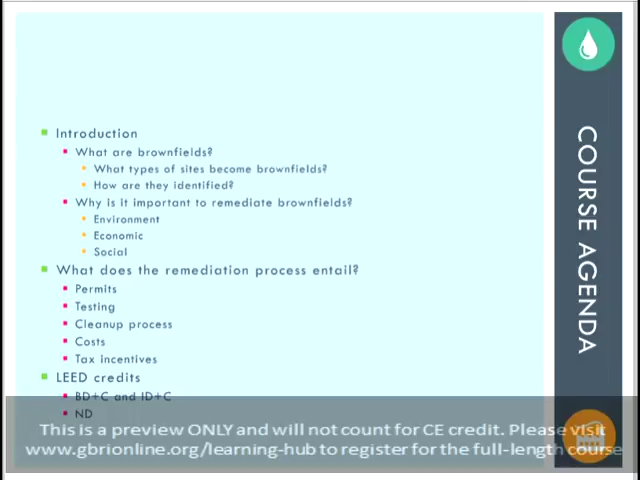 Introduction
What are brownfields?
What types of sites become brownfields?
How are they identified?
Why is it important to remediate brownfields?
Environment
Economic
Social
What does the remediation process entail?
Permits
Testing
Cleanup process
Costs
Tax incentives
LEED credits
BD+C and ID+C
ND
COURSE AGENDA
This is a preview ONLY and will not count for CE credit. Please visit
www.gbrionline.org/learning-hub to register for the full-length course